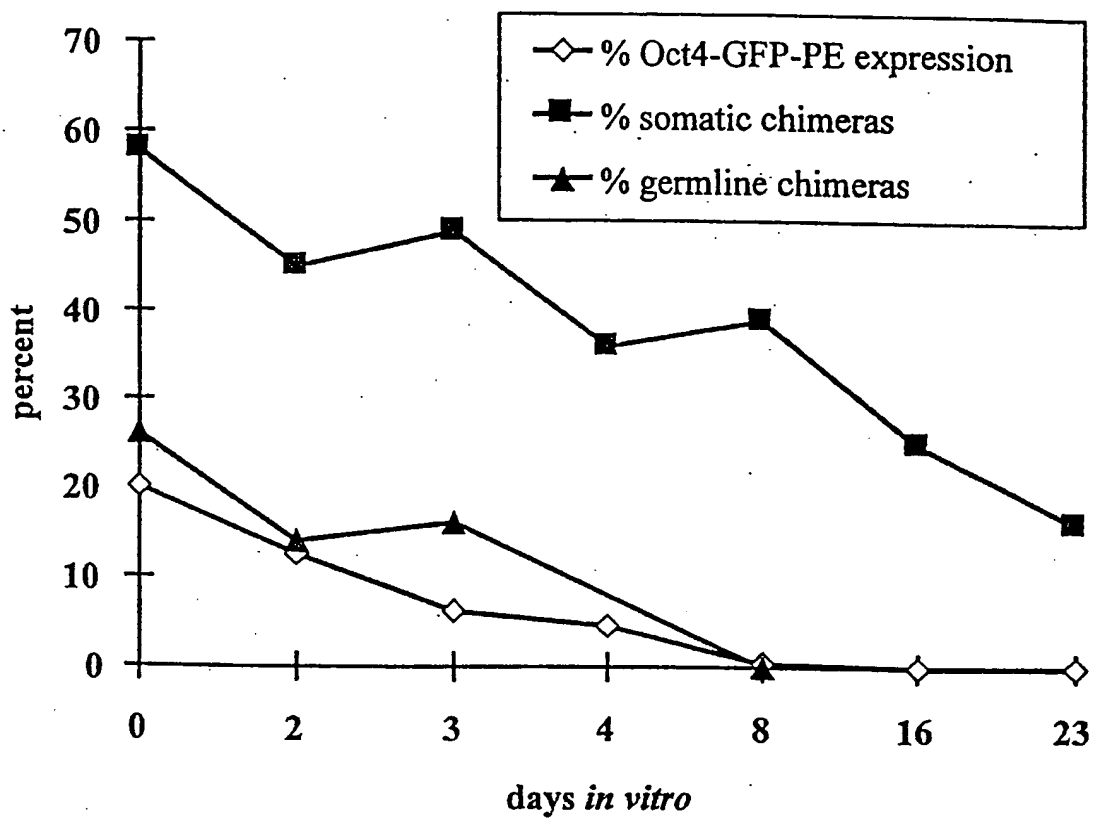 70
60
50
40
30
20
10
0
percent
% Oct4-GFP-PE expression
% somatic chimeras
% germline chimeras
0 2 3 4 8 16 23
days in vitro